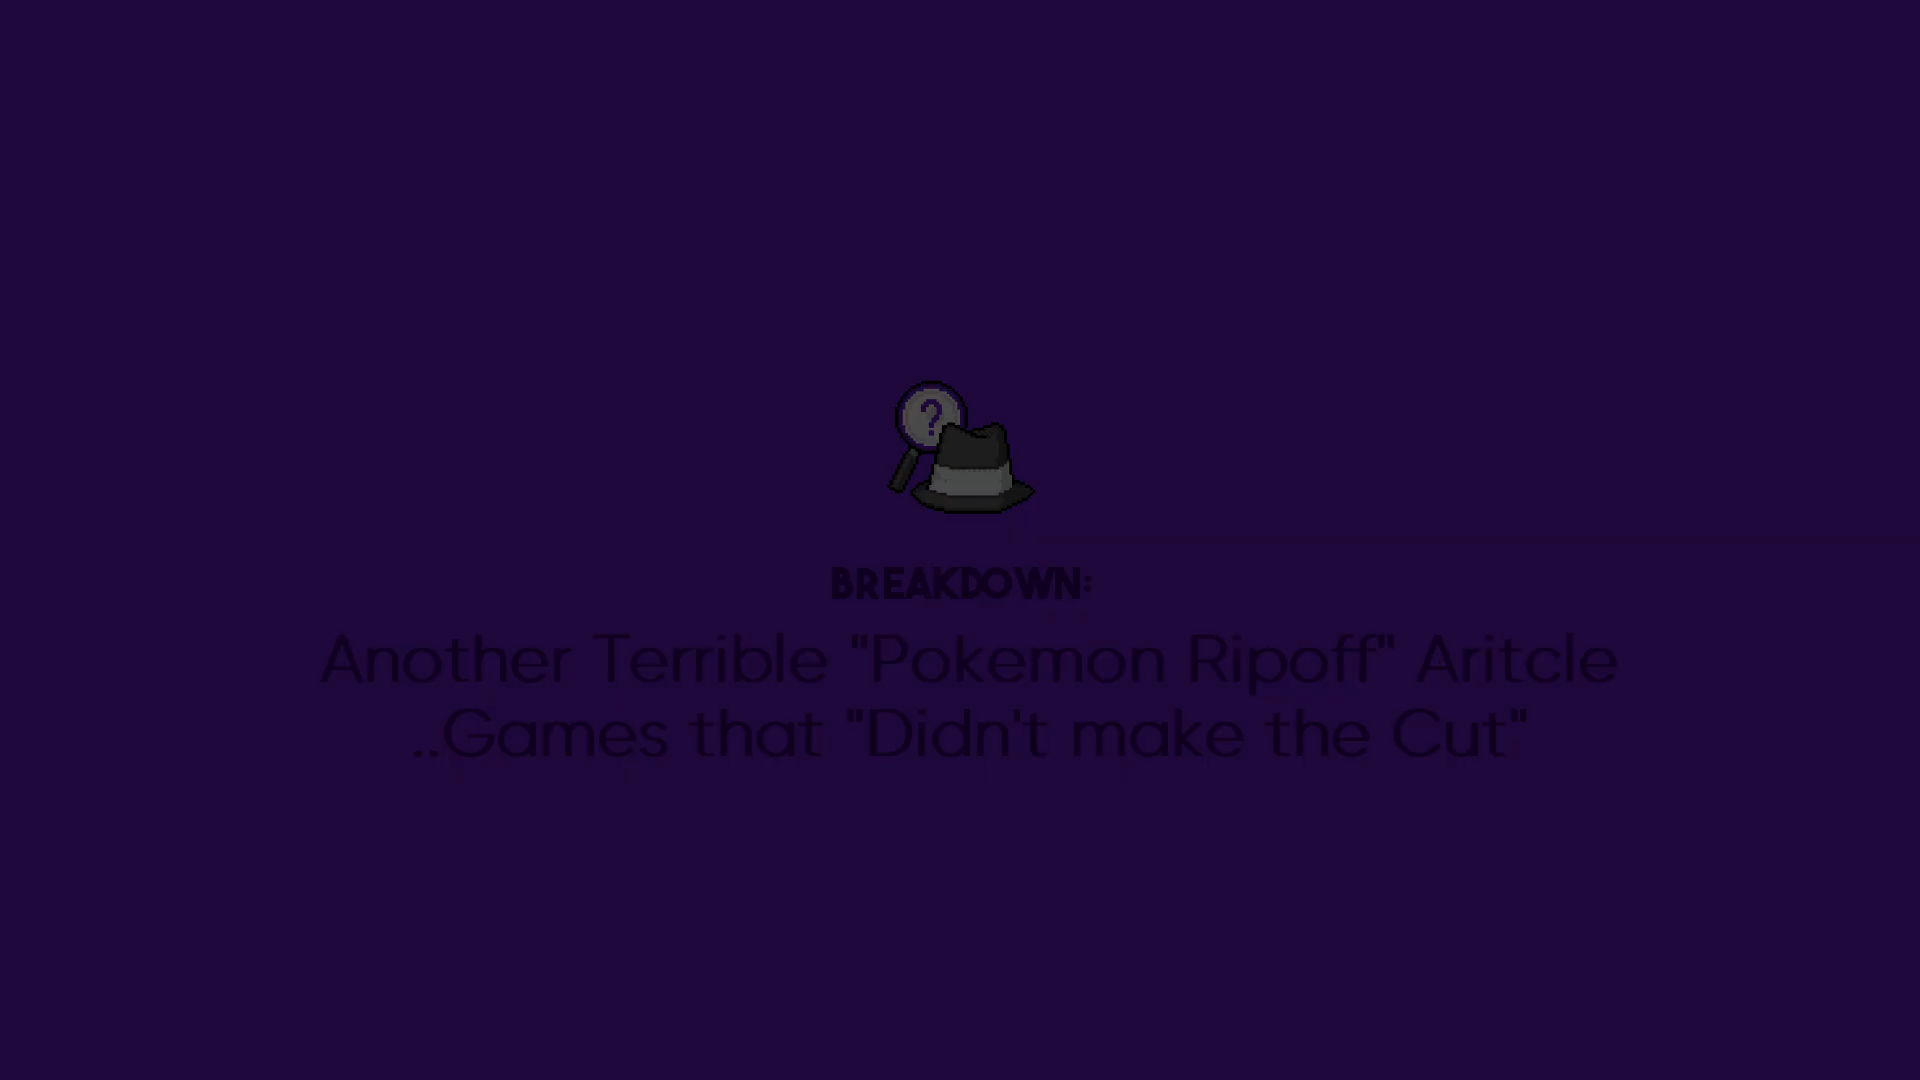 ?
BREAKDOWN:
Another Terrible "Pokemon Ripoff" Aritcle
..Games that "Didn't make the Cut"